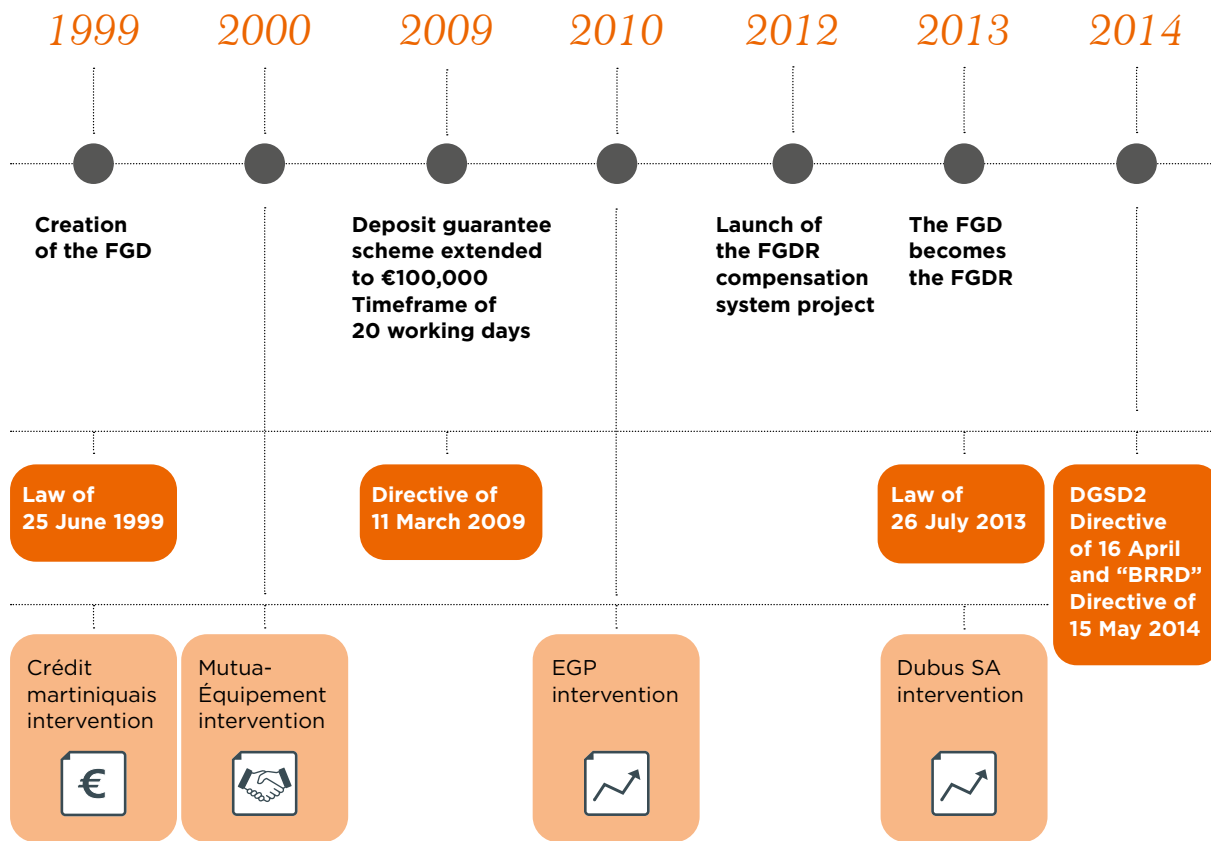 1999
2000
2009
2010
2012
2013
2014
Creation
of the FGD
Deposit guarantee
scheme extended
to €100,000
Timeframe of
20 working days
Launch of
the FGDR
compensation
system project
The FGD
becomes
the FGDR
Law of
25 June 1999
Directive of
11 March 2009
Law of
26 July 2013
DGSD2
Directive
of 16 April
and “BRRD”
Directive of
15 May 2014
Crédit
martiniquais
intervention
€
Mutua-
Équipement
intervention
EGP
intervention
Dubus SA
intervention